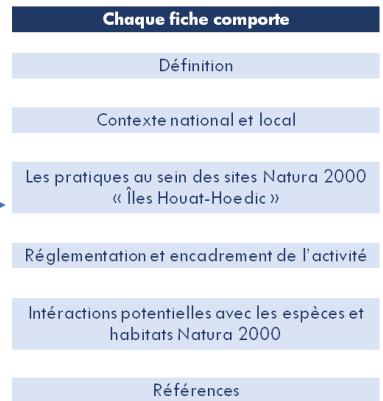 Chaque fiche comporte
Définition
Contexte national et local
Les pratiques au sein des sites Natura 2000
« Îles Houat-Hoedic »
Réglementation et encadrement de l'activité
Intéractions potentielles avec les espèces et
habitats Natura 2000
Références